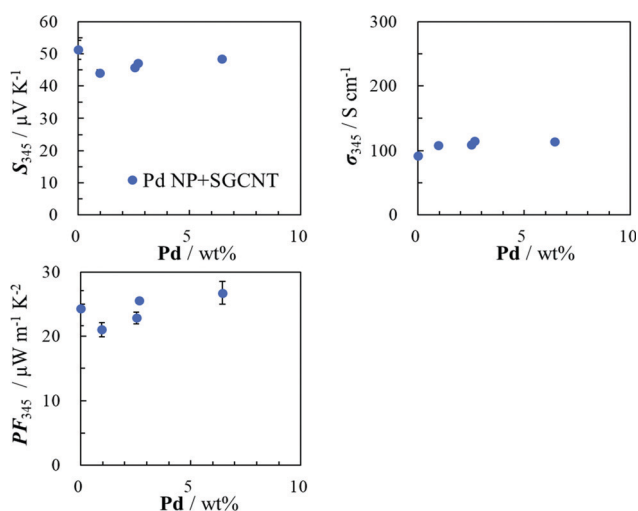 60
50
40
30
20
10
0
S₃₄₅ / µV K⁻¹
Pd NP+SGCNT
0 5 10
Pd / wt%
300
200
100
0
σ₃₄₅ / S cm⁻¹
0 5 10
Pd / wt%
30
20
10
0
PF₃₄₅ / µW m⁻¹ K⁻²
0 5 10
Pd / wt%